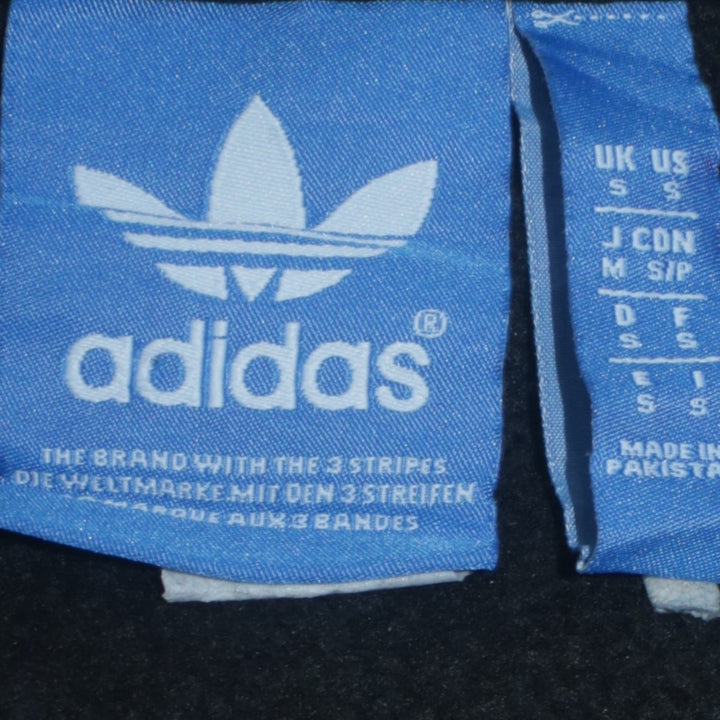 adidas®
THE BRAND WITH THE 3 STRIPES
DIE WELTMARKE MIT DEN 3 STREIFEN
MARQUE AUX 3 BANDES
UK US
S S
J CDN
M S/P
D F
S S
E I
S S
MADE IN